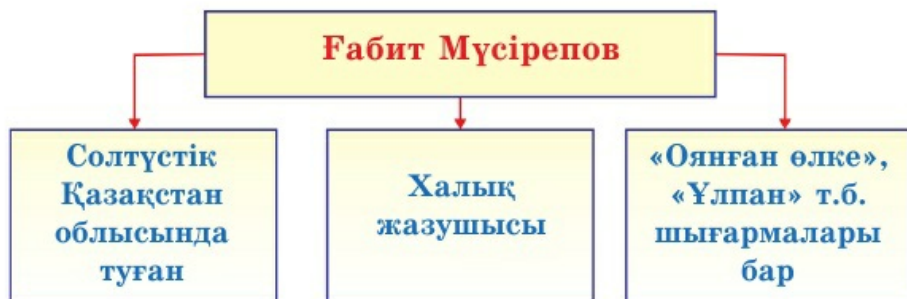 Ғабит Мүсірепов
Солтүстік
Қазақстан
облысында
туған
Халық
жазушысы
«Оянған өлке»,
«Ұлпан» т.б.
шығармалары
бар